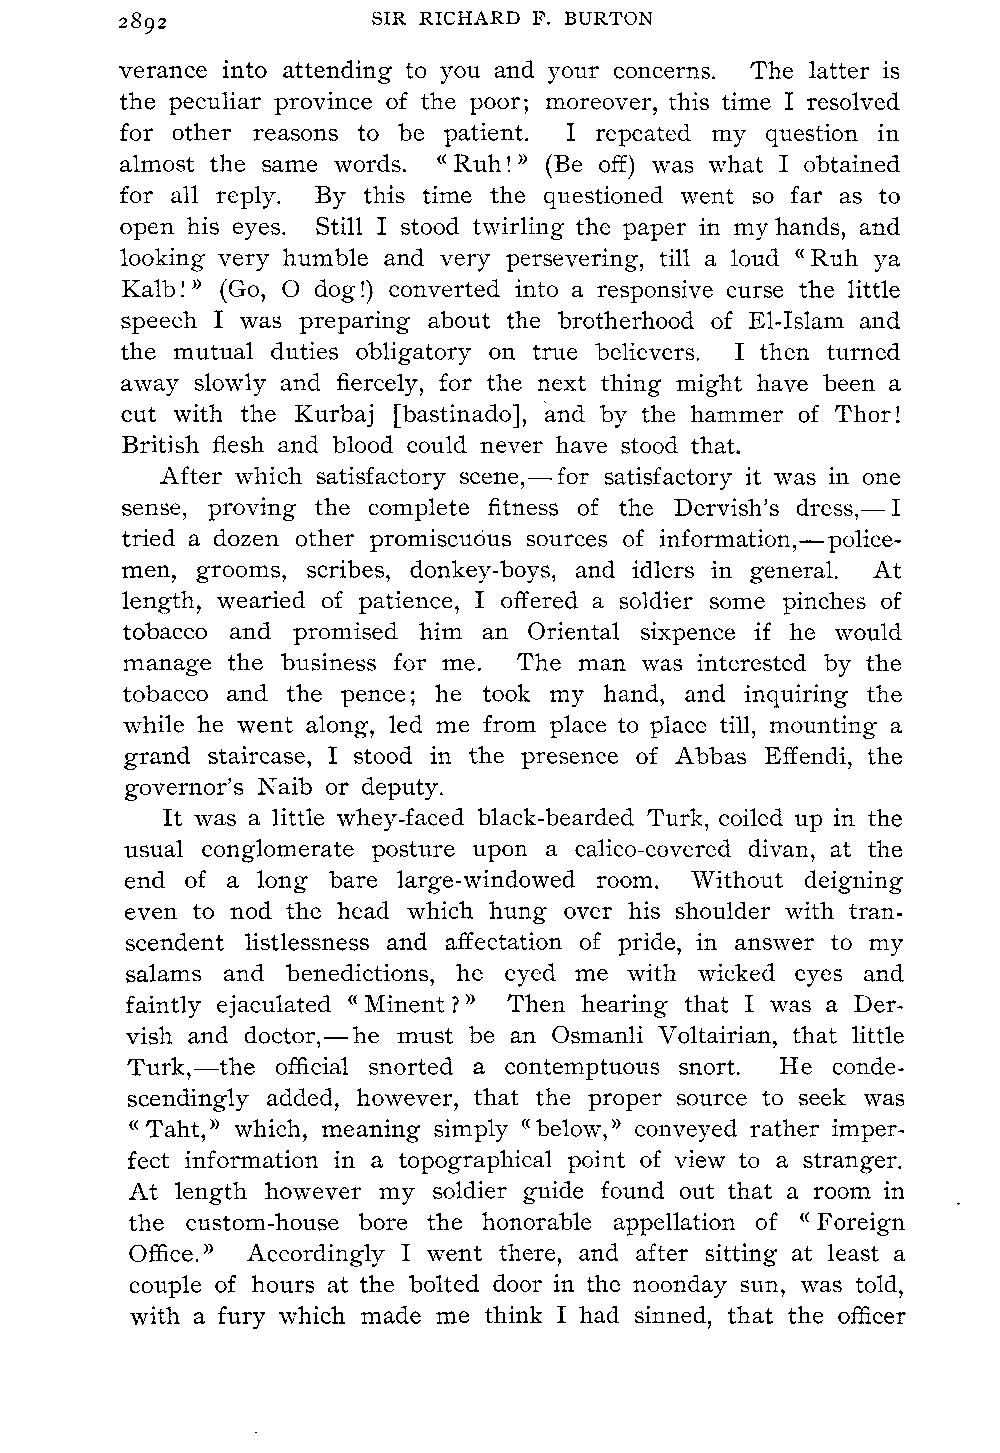 2892 SIR RICHARD F. BURTON
verance into attending to you and your concerns. The latter is
the peculiar province of the poor; moreover, this time I resolved
for other reasons to be patient. I repeated my question in
almost the same words. «Ruh!» (Be off) was what I obtained
for all reply. By this time the questioned went so far as to
open his eyes. Still I stood twirling the paper in my hands, and
looking very humble and very persevering, till a loud «Ruh ya
Kalb!» (Go, O dog!) converted into a responsive curse the little
speech I was preparing about the brotherhood of El-Islam and
the mutual duties obligatory on true believers. I then turned
away slowly and fiercely, for the next thing might have been a
cut with the Kurbaj [bastinado], and by the hammer of Thor!
British flesh and blood could never have stood that.
After which satisfactory scene,—for satisfactory it was in one
sense, proving the complete fitness of the Dervish's dress,—I
tried a dozen other promiscuous sources of information,—police-
men, grooms, scribes, donkey-boys, and idlers in general. At
length, wearied of patience, I offered a soldier some pinches of
tobacco and promised him an Oriental sixpence if he would
manage the business for me. The man was interested by the
tobacco and the pence; he took my hand, and inquiring the
while he went along, led me from place to place till, mounting a
grand staircase, I stood in the presence of Abbas Effendi, the
governor's Naib or deputy.
It was a little whey-faced black-bearded Turk, coiled up in the
usual conglomerate posture upon a calico-covered divan, at the
end of a long bare large-windowed room. Without deigning
even to nod the head which hung over his shoulder with tran-
scendent listlessness and affectation of pride, in answer to my
salams and benedictions, he eyed me with wicked eyes and
faintly ejaculated «Minent?» Then hearing that I was a Der-
vish and doctor,—he must be an Osmanli Voltairian, that little
Turk,—the official snorted a contemptuous snort. He conde-
scendingly added, however, that the proper source to seek was
«Taht,» which, meaning simply «below,» conveyed rather imper-
fect information in a topographical point of view to a stranger.
At length however my soldier guide found out that a room in
the custom-house bore the honorable appellation of «Foreign
Office.» Accordingly I went there, and after sitting at least a
couple of hours at the bolted door in the noonday sun, was told,
with a fury which made me think I had sinned, that the officer